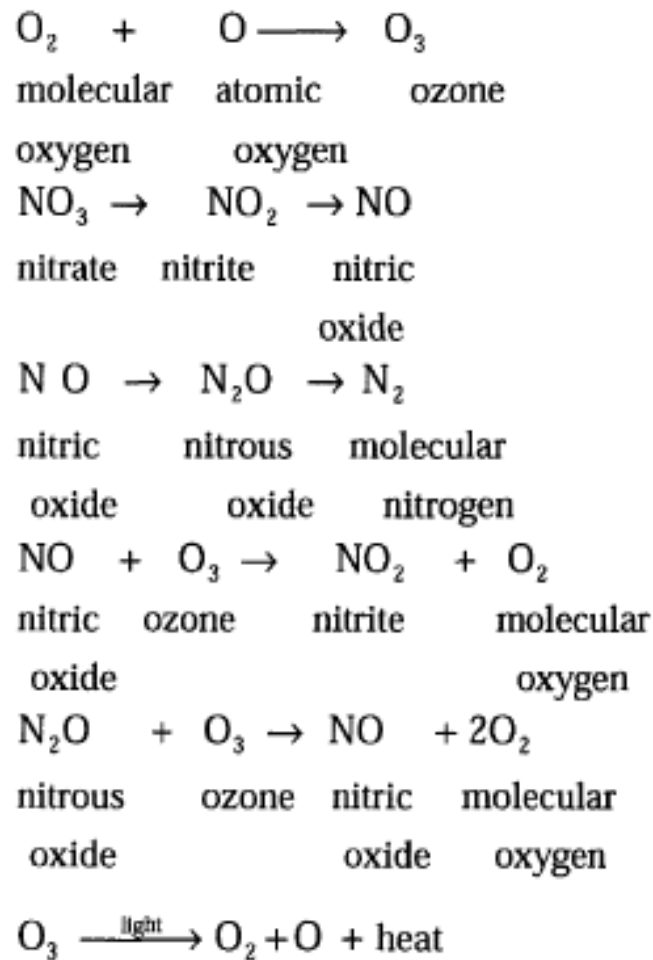 O₂ + O ⟶ O₃
molecular atomic ozone
oxygen oxygen
NO₃ → NO₂ → NO
nitrate nitrite nitric
oxide
N O → N₂O → N₂
nitric nitrous molecular
oxide oxide nitrogen
NO + O₃ → NO₂ + O₂
nitric ozone nitrite molecular
oxide oxygen
N₂O + O₃ → NO + 2O₂
nitrous ozone nitric molecular
oxide oxide oxygen
light
O₃ ⟶ O₂ + O + heat